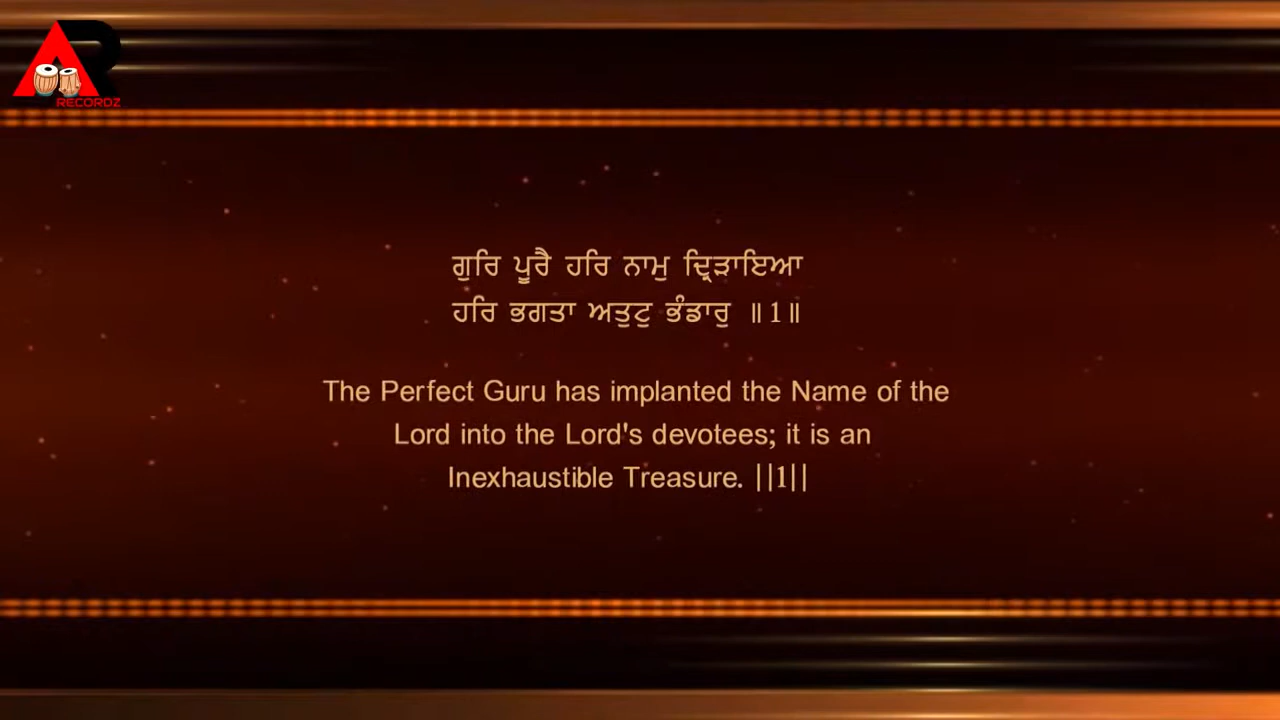 AR
RECORDZ
ਗੁਰਿ ਪੂਰੈ ਹਰਿ ਨਾਮੁ ਦ੍ਰਿੜਾਇਆ
ਹਰਿ ਭਗਤਾ ਅਤੁਟੁ ਭੰਡਾਰੁ ॥1॥
The Perfect Guru has implanted the Name of the
Lord into the Lord's devotees; it is an
Inexhaustible Treasure. ||1||